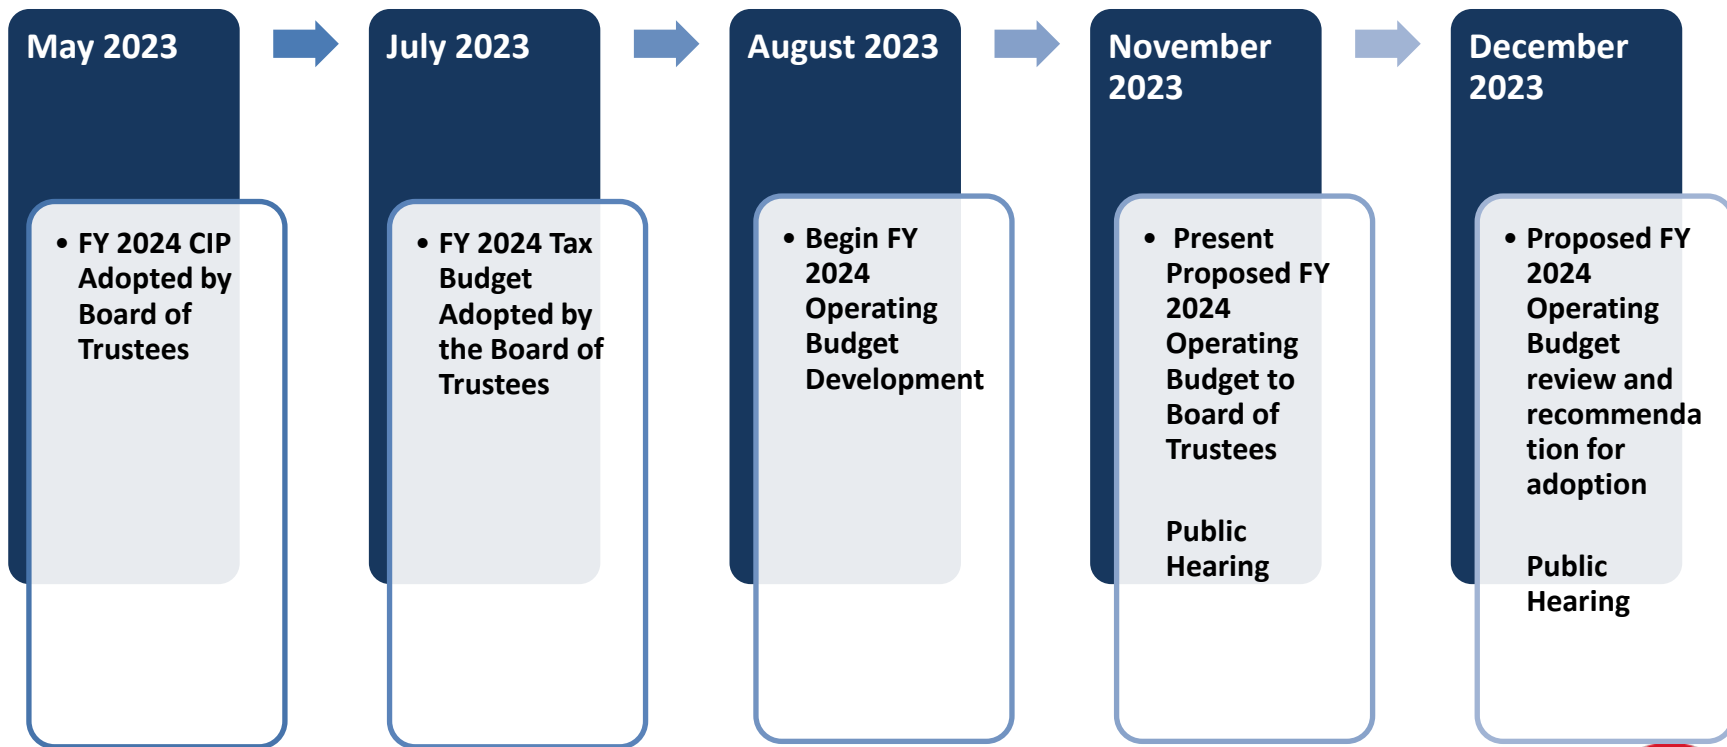 May 2023
• FY 2024 CIP
Adopted by
Board of
Trustees
July 2023
• FY 2024 Tax
Budget
Adopted by
the Board of
Trustees
August 2023
• Begin FY
2024
Operating
Budget
Development
November
2023
• Present
Proposed FY
2024
Operating
Budget to
Board of
Trustees
Public
Hearing
December
2023
• Proposed FY
2024
Operating
Budget
review and
recommenda
tion for
adoption
Public
Hearing